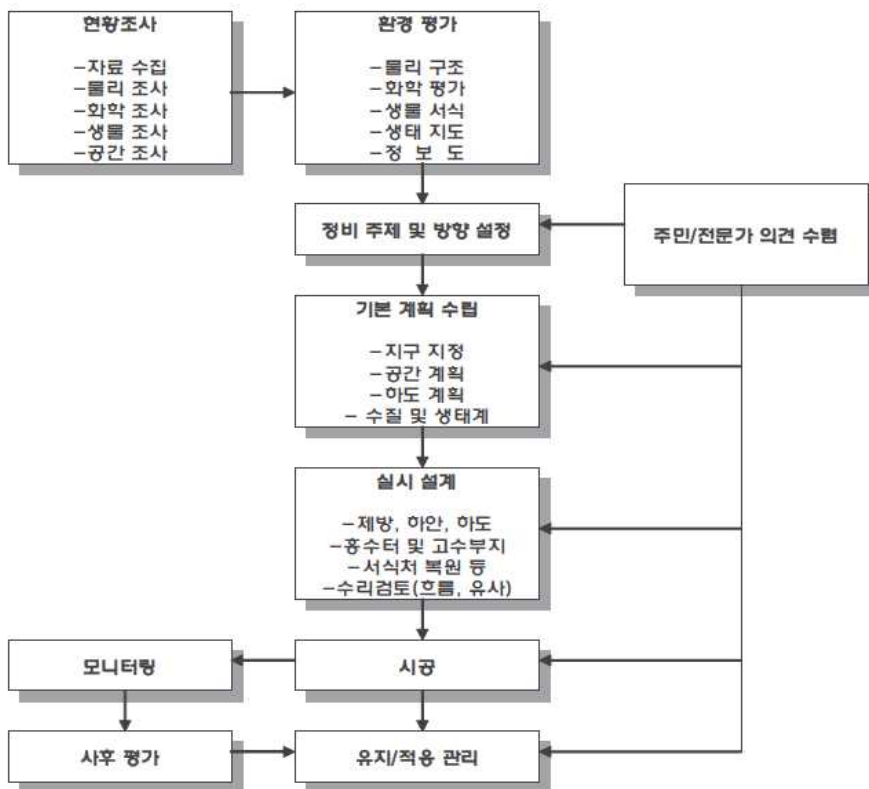 현황조사
－자료 수집
－물리 조사
－화학 조사
－생물 조사
－공간 조사
환경 평가
－물리 구조
－화학 평가
－생물 서식
－생태 지도
－정 보 도
정비 주제 및 방향 설정
주민/전문가 의견 수렴
기본 계획 수립
－지구 지정
－공간 계획
－하도 계획
－ 수질 및 생태계
실시 설계
－제방, 하안, 하도
－홍수터 및 고수부지
－서식처 복원 등
－수리검토(흐름, 유사)
모니터링
시공
사후 평가
유지/적응 관리